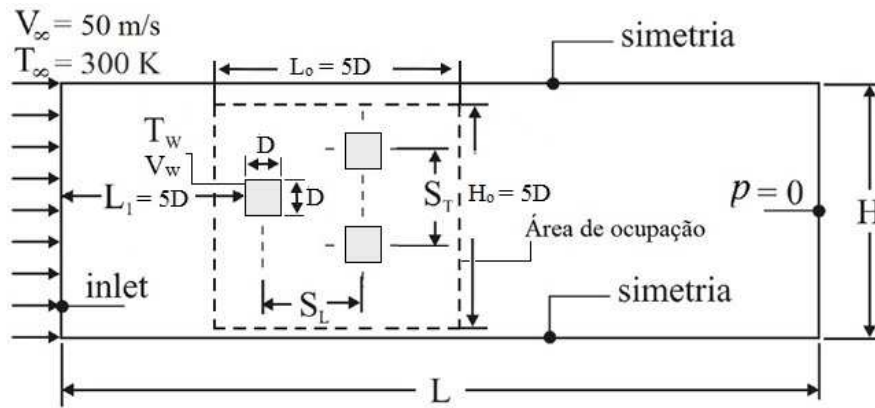 V∞ = 50 m/s
T∞ = 300 K
simetria
L₀ = 5D
T_W
V_W
D
D
L₁ = 5D
S_T
H₀ = 5D
p = 0
H
Área de ocupação
inlet
S_L
simetria
L